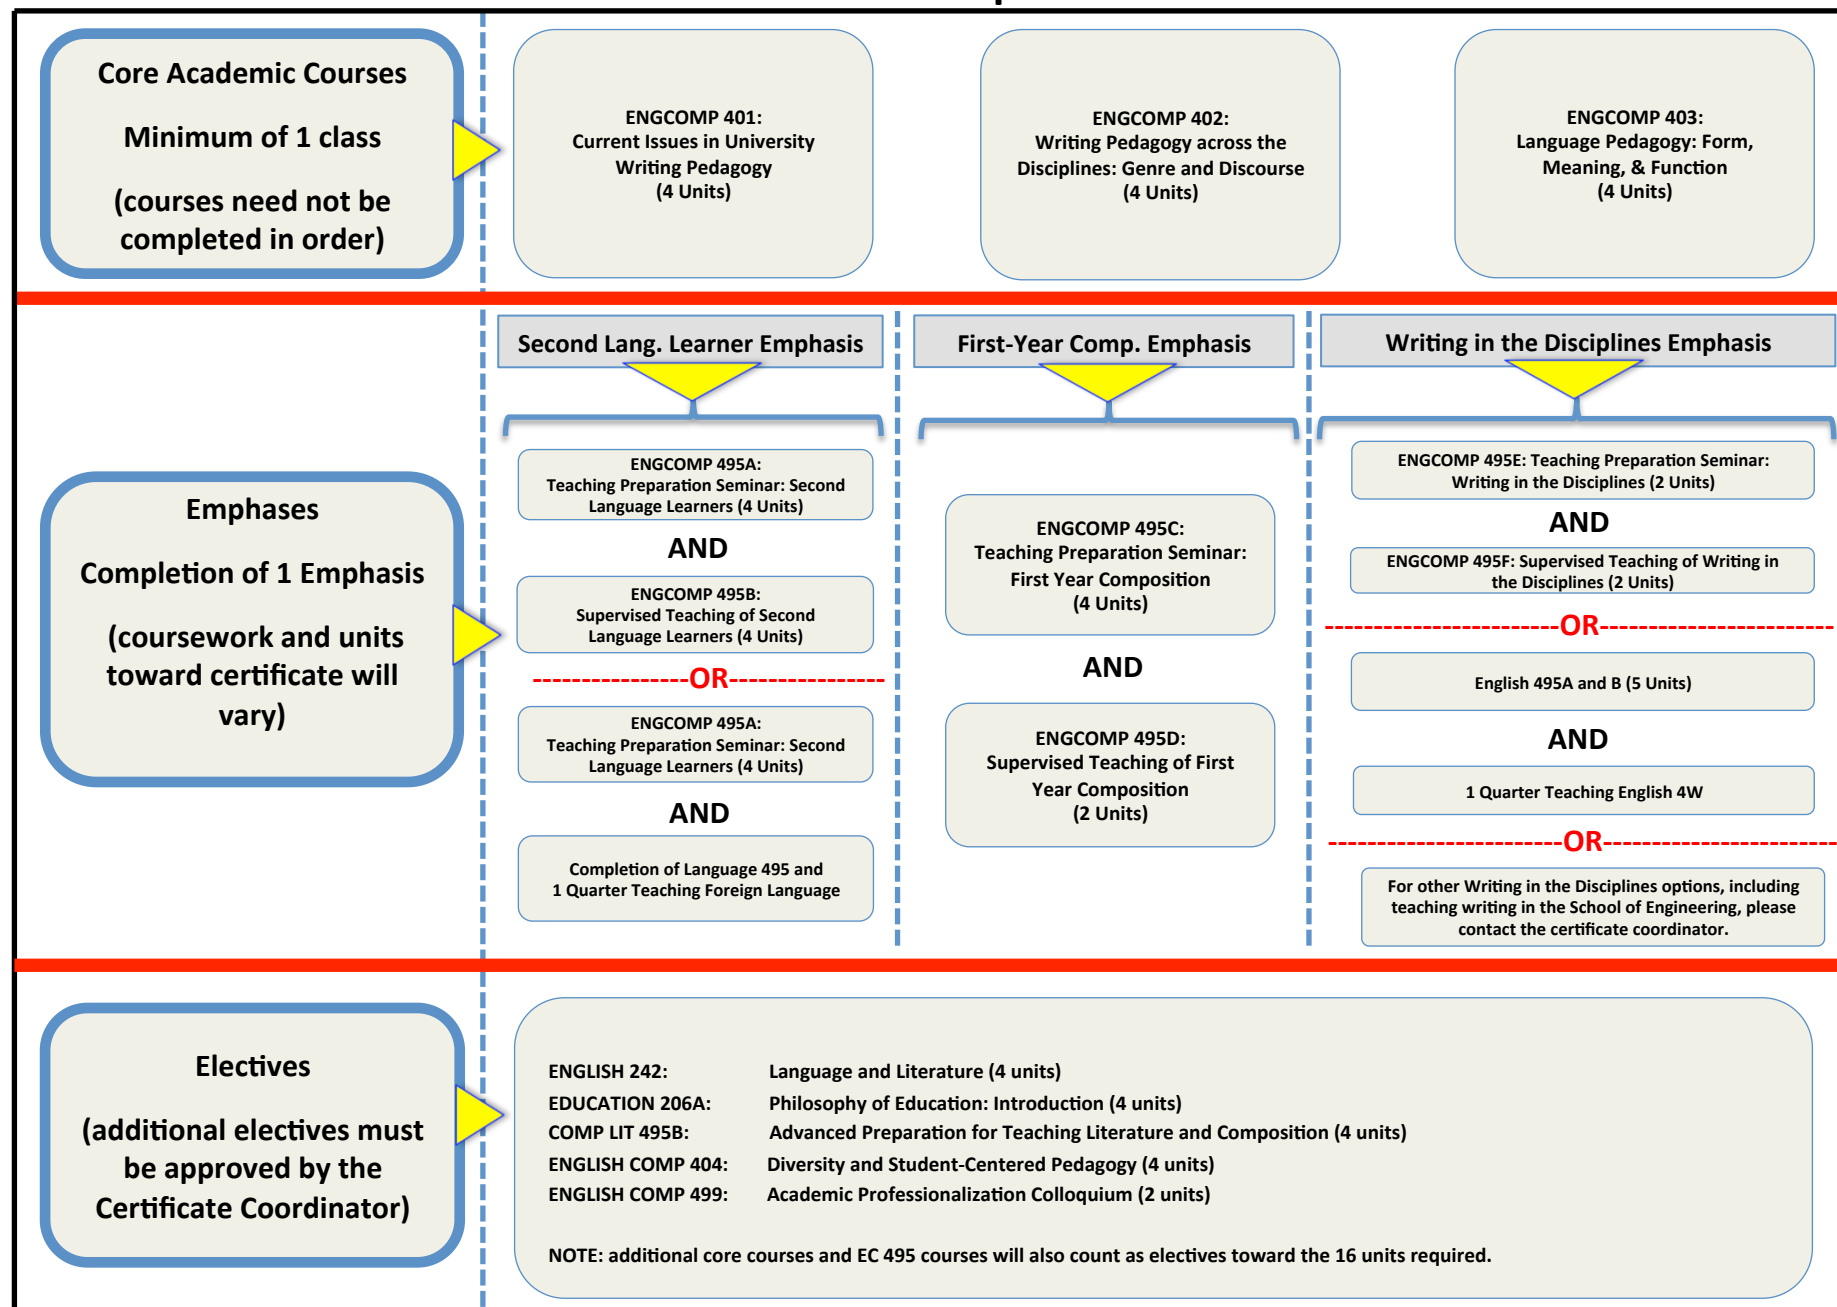 Core Academic Courses
Minimum of 1 class
(courses need not be
completed in order)
ENGCOMP 401:
Current Issues in University
Writing Pedagogy
(4 Units)
ENGCOMP 402:
Writing Pedagogy across the
Disciplines: Genre and Discourse
(4 Units)
ENGCOMP 403:
Language Pedagogy: Form,
Meaning, & Function
(4 Units)
Emphases
Completion of 1 Emphasis
(coursework and units
toward certificate will
vary)
Second Lang. Learner Emphasis
ENGCOMP 495A:
Teaching Preparation Seminar: Second
Language Learners (4 Units)
AND
ENGCOMP 495B:
Supervised Teaching of Second
Language Learners (4 Units)
----------------OR----------------
ENGCOMP 495A:
Teaching Preparation Seminar: Second
Language Learners (4 Units)
AND
Completion of Language 495 and
1 Quarter Teaching Foreign Language
First-Year Comp. Emphasis
ENGCOMP 495C:
Teaching Preparation Seminar:
First Year Composition
(4 Units)
AND
ENGCOMP 495D:
Supervised Teaching of First
Year Composition
(2 Units)
Writing in the Disciplines Emphasis
ENGCOMP 495E: Teaching Preparation Seminar:
Writing in the Disciplines (2 Units)
AND
ENGCOMP 495F: Supervised Teaching of Writing in
the Disciplines (2 Units)
------------------------OR------------------------
English 495A and B (5 Units)
AND
1 Quarter Teaching English 4W
------------------------OR------------------------
For other Writing in the Disciplines options, including
teaching writing in the School of Engineering, please
contact the certificate coordinator.
Electives
(additional electives must
be approved by the
Certificate Coordinator)
ENGLISH 242: Language and Literature (4 units)
EDUCATION 206A: Philosophy of Education: Introduction (4 units)
COMP LIT 495B: Advanced Preparation for Teaching Literature and Composition (4 units)
ENGLISH COMP 404: Diversity and Student-Centered Pedagogy (4 units)
ENGLISH COMP 499: Academic Professionalization Colloquium (2 units)
NOTE: additional core courses and EC 495 courses will also count as electives toward the 16 units required.